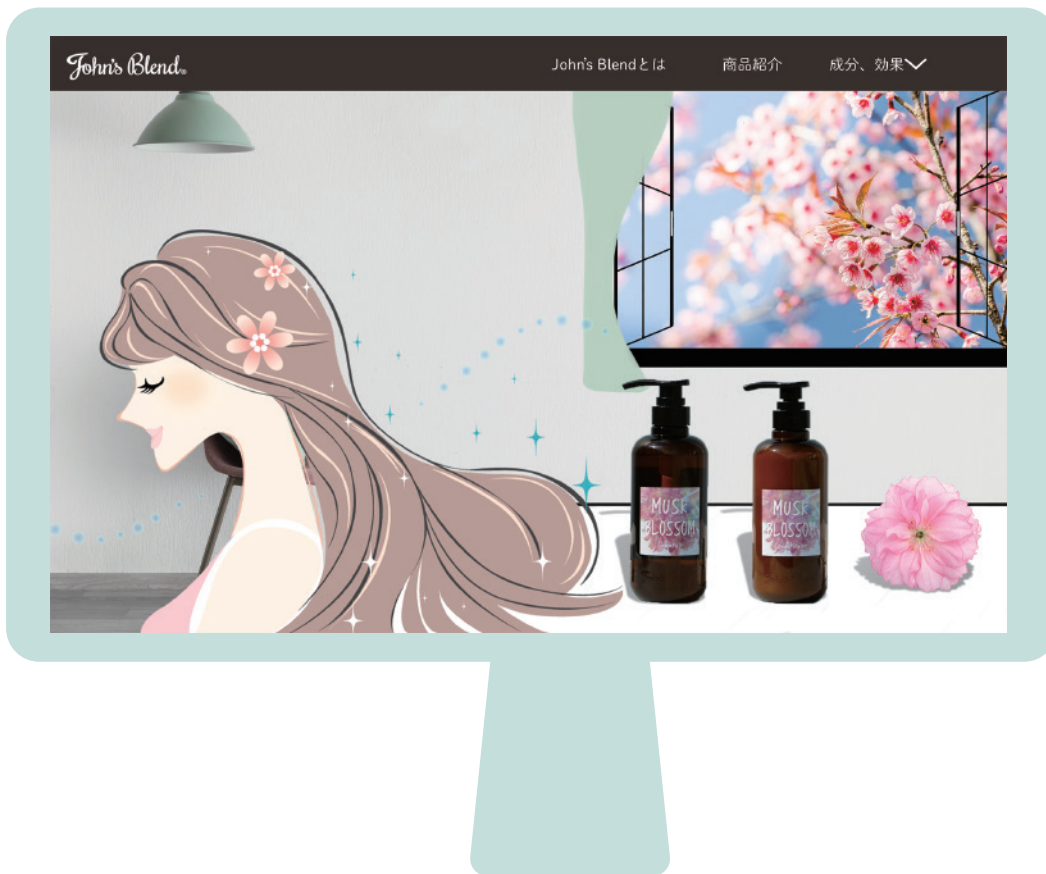 John's Blend®
John's Blendとは
商品紹介
成分、効果
MUSK
BLOSSOM
MUSK
BLOSSOM